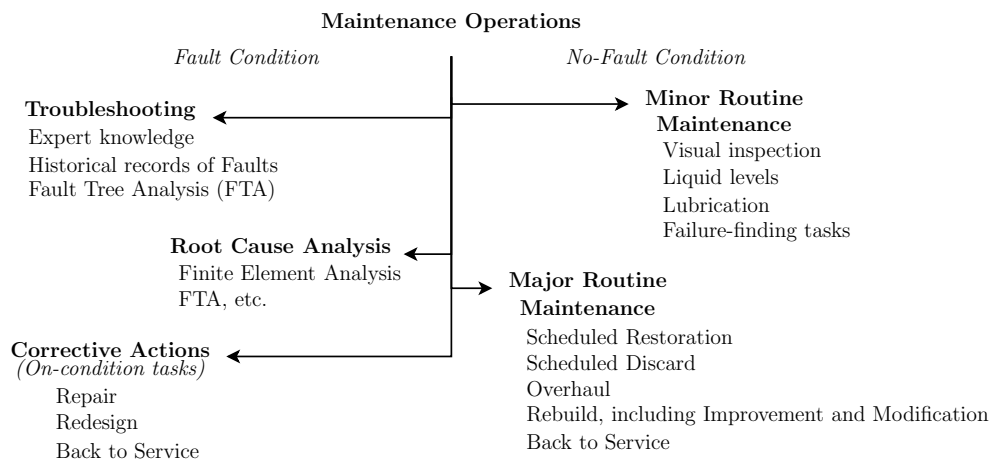 Maintenance Operations
Fault Condition
No-Fault Condition
Troubleshooting
Expert knowledge
Historical records of Faults
Fault Tree Analysis (FTA)
Minor Routine
Maintenance
Visual inspection
Liquid levels
Lubrication
Failure-finding tasks
Root Cause Analysis
Finite Element Analysis
FTA, etc.
Major Routine
Maintenance
Scheduled Restoration
Scheduled Discard
Overhaul
Rebuild, including Improvement and Modification
Back to Service
Corrective Actions
(On-condition tasks)
Repair
Redesign
Back to Service